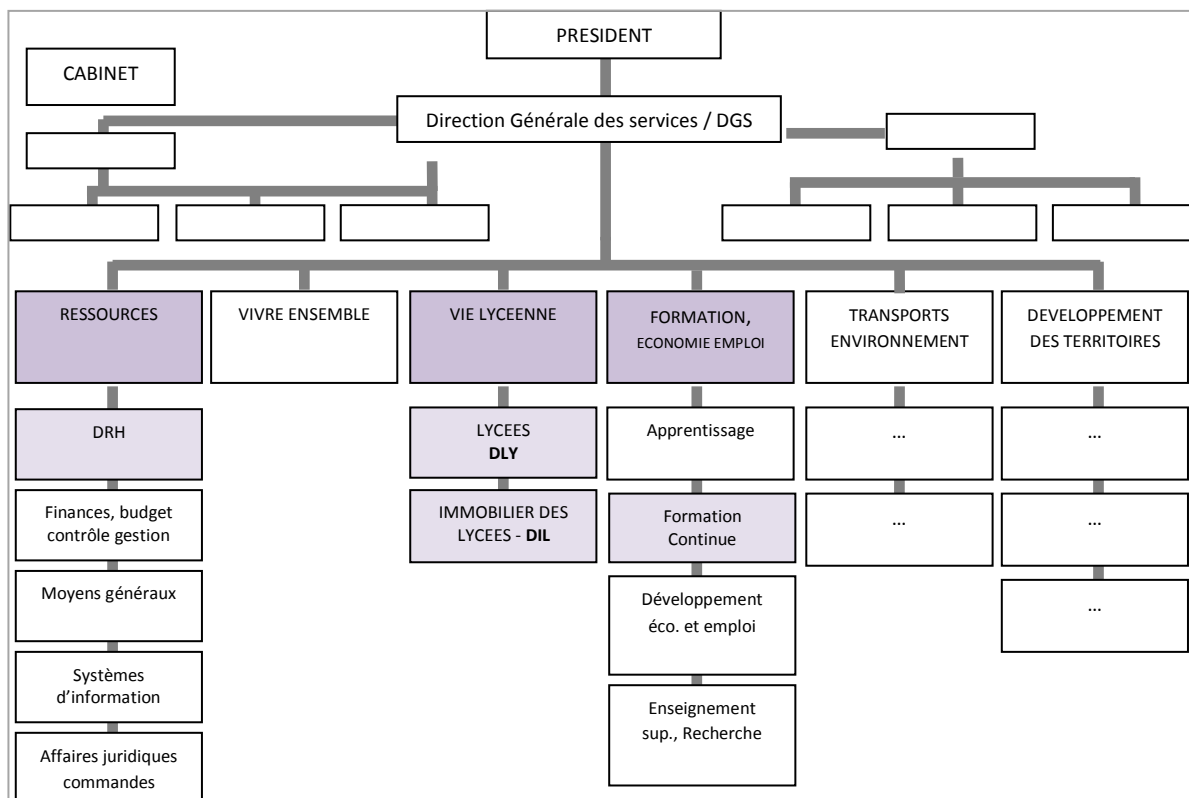 PRESIDENT
CABINET
Direction Générale des services / DGS
RESSOURCES
VIVRE ENSEMBLE
VIE LYCEENNE
FORMATION,
ECONOMIE EMPLOI
TRANSPORTS
ENVIRONNEMENT
DEVELOPPEMENT
DES TERRITOIRES
DRH
LYCEES
DLY
Apprentissage
...
...
Finances, budget
contrôle gestion
IMMOBILIER DES
LYCEES - DIL
Formation
Continue
...
...
Moyens généraux
Développement
éco. et emploi
...
Systèmes
d’information
Enseignement
sup., Recherche
Affaires juridiques
commandes